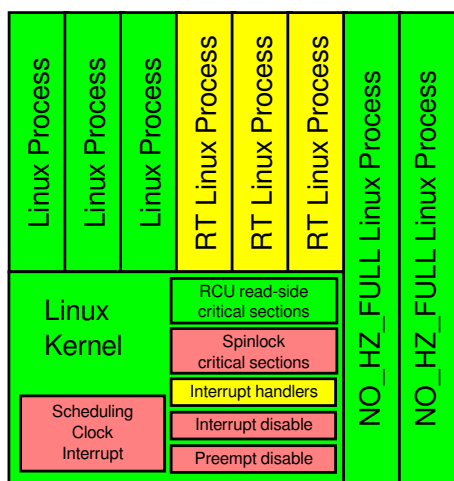 Linux Process
Linux Process
Linux Process
RT Linux Process
RT Linux Process
RT Linux Process
NO_HZ_FULL Linux Process
NO_HZ_FULL Linux Process
Linux
Kernel
RCU read-side
critical sections
Spinlock
critical sections
Interrupt handlers
Scheduling
Clock
Interrupt
Interrupt disable
Preempt disable